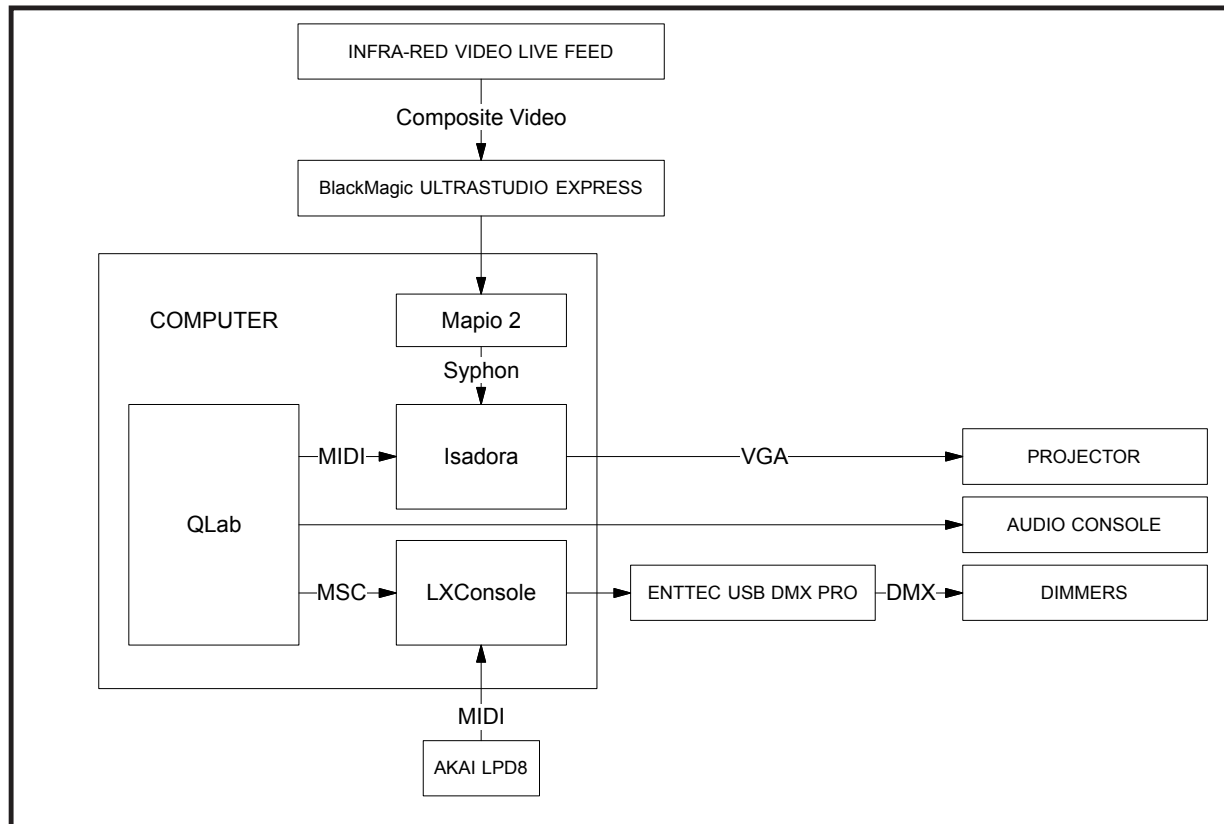 INFRA-RED VIDEO LIVE FEED
Composite Video
BlackMagic ULTRASTUDIO EXPRESS
COMPUTER
Mapio 2
Syphon
QLab
MIDI
Isadora
VGA
PROJECTOR
AUDIO CONSOLE
MSC
LXConsole
ENTTEC USB DMX PRO
DMX
DIMMERS
MIDI
AKAI LPD8